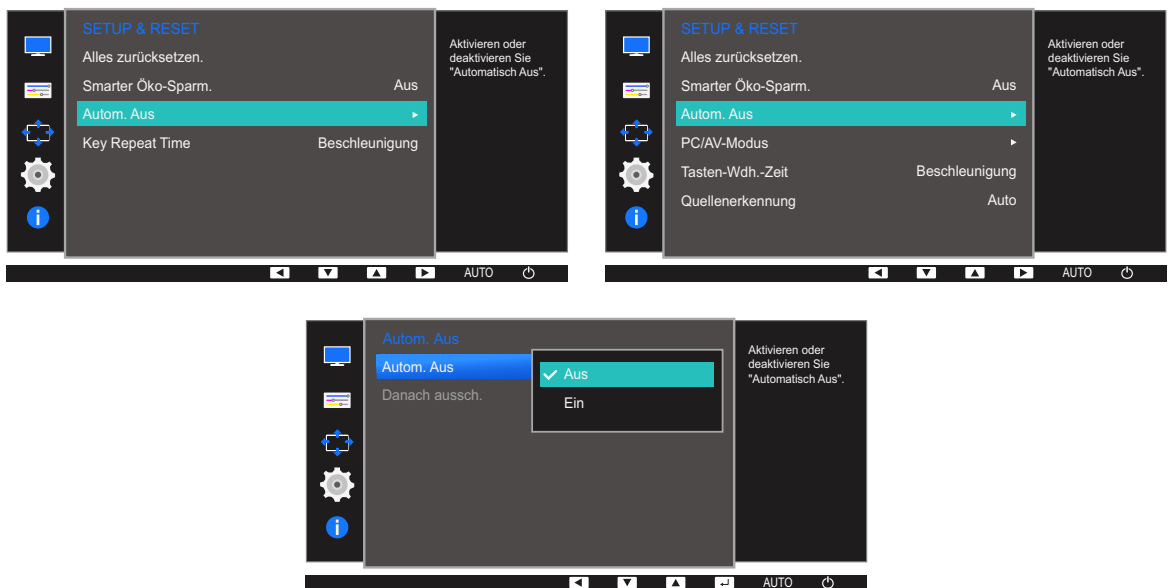 SETUP & RESET
Alles zurücksetzen.
Smarter Öko-Sparm. Aus
Autom. Aus
Key Repeat Time Beschleunigung
Aktivieren oder
deaktivieren Sie
"Automatisch Aus".
AUTO
SETUP & RESET
Alles zurücksetzen.
Smarter Öko-Sparm. Aus
Autom. Aus
PC/AV-Modus
Tasten-Wdh.-Zeit Beschleunigung
Quellenerkennung Auto
Aktivieren oder
deaktivieren Sie
"Automatisch Aus".
AUTO
Autom. Aus
Autom. Aus
Danach aussch.
Aus
Ein
Aktivieren oder
deaktivieren Sie
"Automatisch Aus".
AUTO